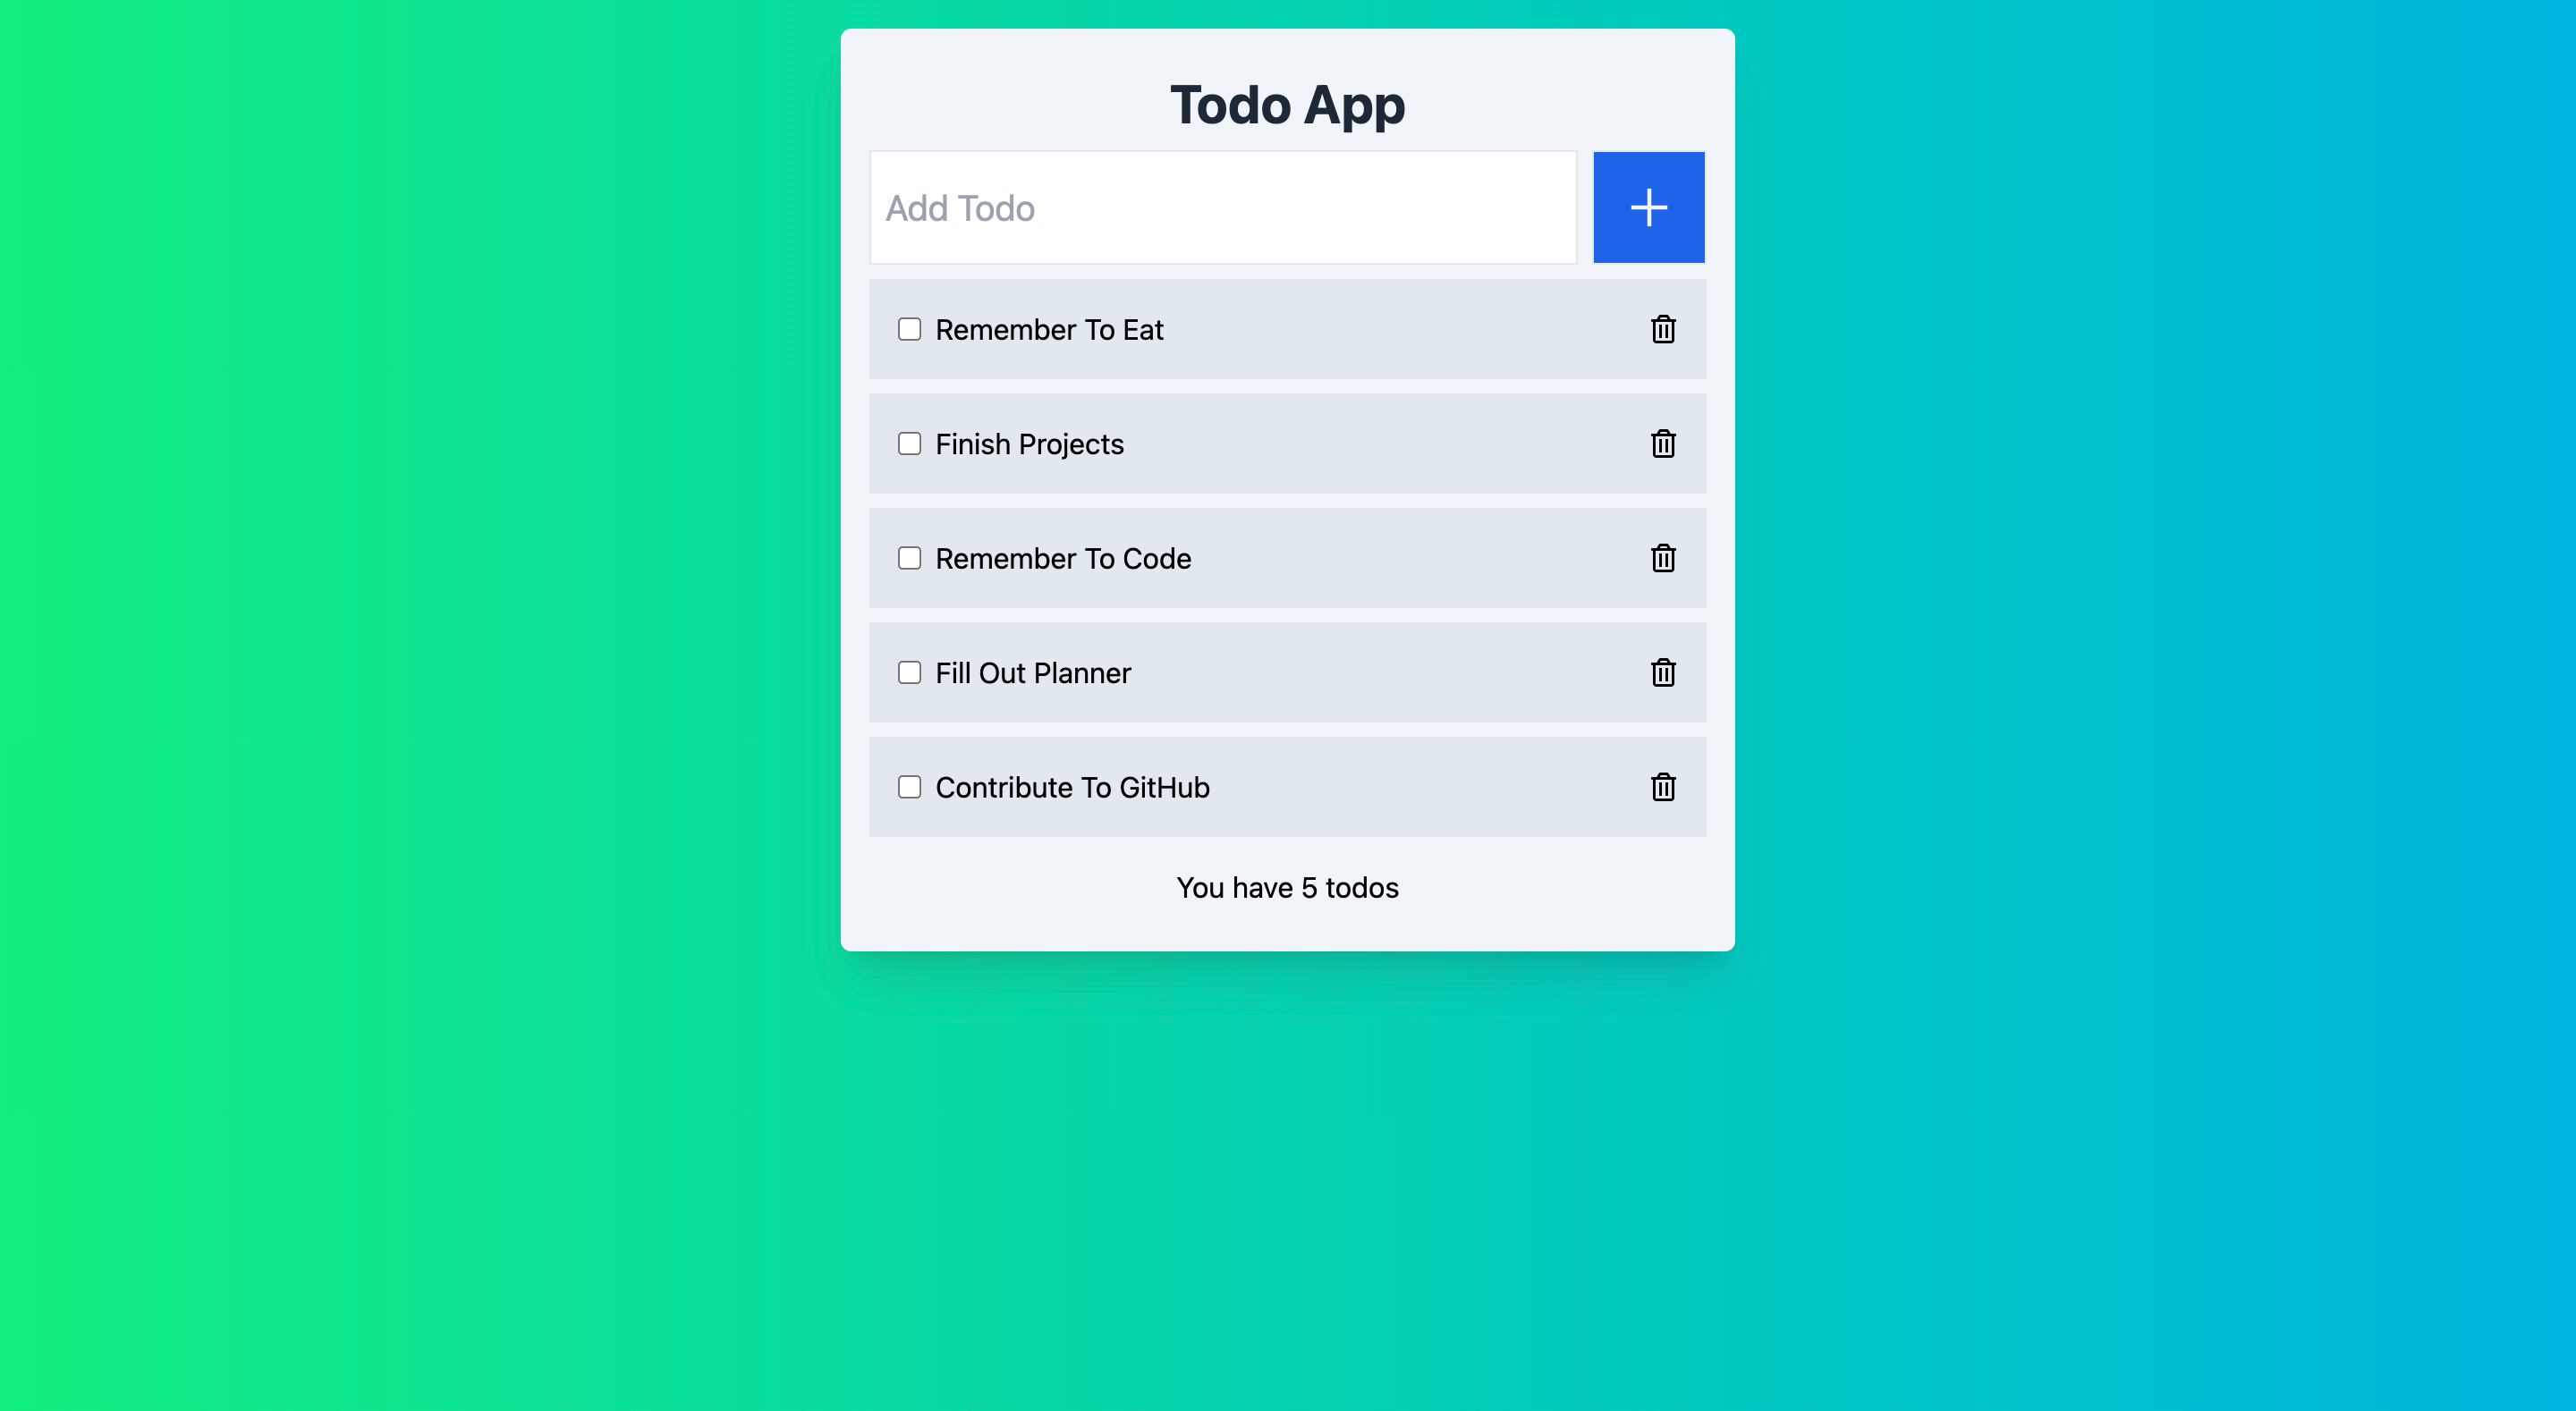 Todo App
Add Todo
Remember To Eat
Finish Projects
Remember To Code
Fill Out Planner
Contribute To GitHub
You have 5 todos